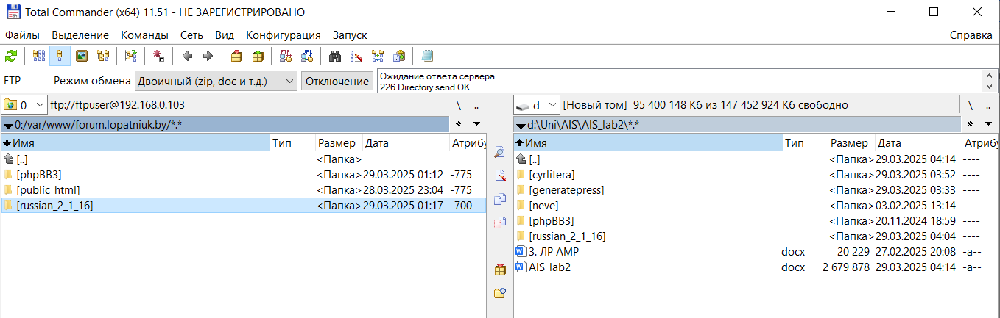 Total Commander (x64) 11.51 - НЕ ЗАРЕГИСТРИРОВАНО
Файлы Выделение Команды Сеть Вид Конфигурация Запуск Справка
FTP URL
FTP Режим обмена Двоичный (zip, doc и т.д.) Отключение
Ожидание ответа сервера...
226 Directory send OK.
0 ftp://ftpuser@192.168.0.103 \ ..
0:/var/www/forum.lopatniuk.by/*.* *
Имя Тип Размер Дата Атрибу
[..] <Папка>
[phpBB3] <Папка> 29.03.2025 01:12 -775
[public_html] <Папка> 28.03.2025 23:04 -775
[russian_2_1_16] <Папка> 29.03.2025 01:17 -700
d [Новый том] 95 400 148 Кб из 147 452 924 Кб свободно \ ..
d:\Uni\AIS\AIS_lab2\*.* *
Имя Тип Размер Дата Атрибу
[..] <Папка> 29.03.2025 04:14 ----
[cyrlitera] <Папка> 29.03.2025 03:52 ----
[generatepress] <Папка> 29.03.2025 03:33 ----
[neve] <Папка> 03.02.2025 13:14 ----
[phpBB3] <Папка> 20.11.2024 18:59 ----
[russian_2_1_16] <Папка> 29.03.2025 04:04 ----
3. ЛР АМР docx 20 229 27.02.2025 20:08 -a--
AIS_lab2 docx 2 679 878 29.03.2025 04:14 -a--